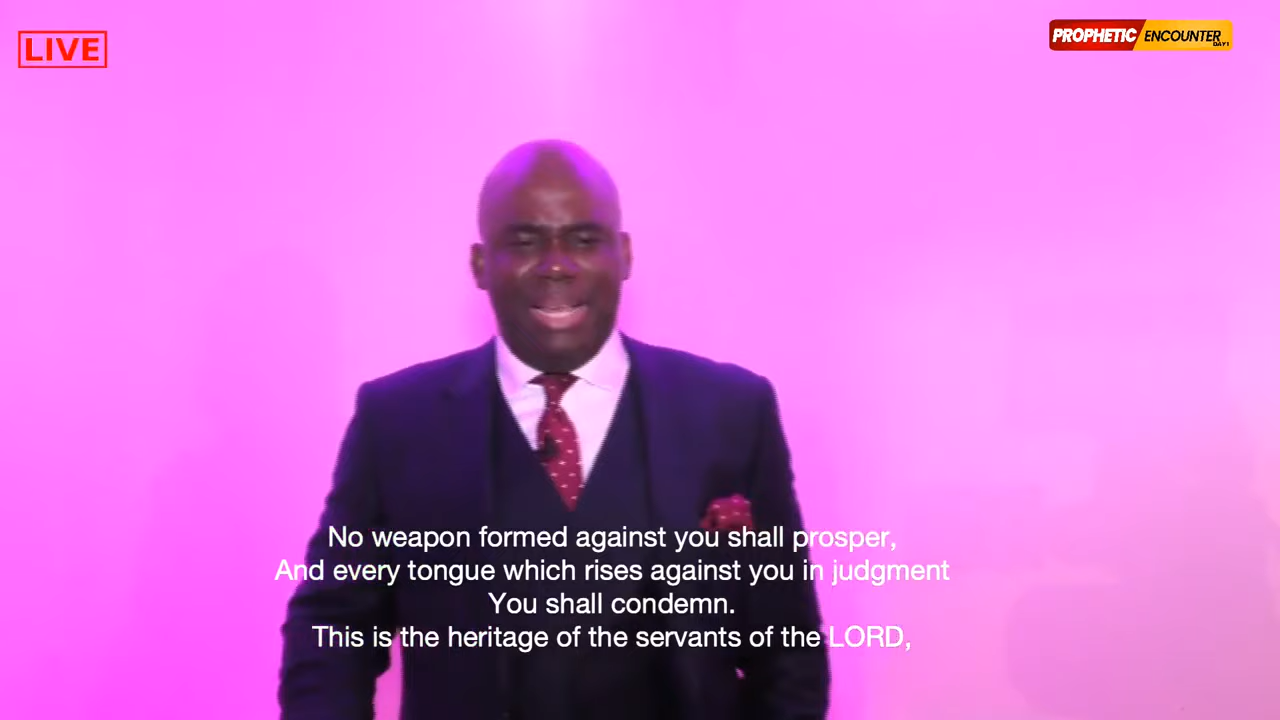 LIVE
PROPHETIC ENCOUNTER
DAY1
No weapon formed against you shall prosper,
And every tongue which rises against you in judgment
You shall condemn.
This is the heritage of the servants of the LORD,